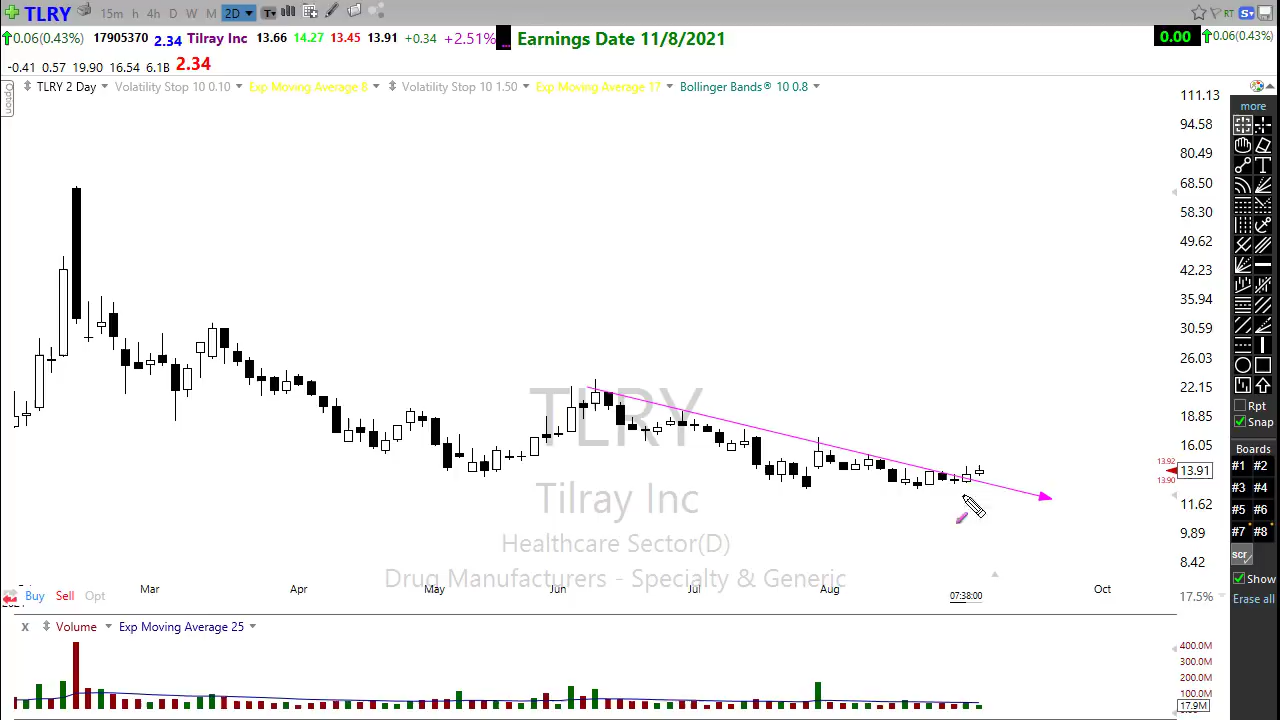 TLRY 15m h 4h D W M 2D T RT S
0.06(0.43%) 17905370 2.34 Tilray Inc 13.66 14.27 13.45 13.91 +0.34 +2.51% Earnings Date 11/8/2021 0.00 0.06(0.43%)
-0.41 0.57 19.90 16.54 6.1B 2.34
Option
TLRY 2 Day Volatility Stop 10 0.10 Exp Moving Average 8 Volatility Stop 10 1.50 Exp Moving Average 17 Bollinger Bands® 10 0.8
111.13
94.58
80.49
68.50
58.30
49.62
42.23
35.94
30.59
26.03
22.15
18.85
16.05
13.92
13.91
13.90
11.62
9.89
8.42
17.5%
TLRY
Tilray Inc
Healthcare Sector(D)
Drug Manufacturers - Specialty & Generic
Mar Apr May Jun Jul Aug Oct
Buy Sell Opt 07:38:00
X Volume Exp Moving Average 25
400.0M
300.0M
200.0M
100.0M
17.9M
more
T
Rpt
Snap
Boards
#1 #2
#3 #4
#5 #6
#7 #8
scr
Show
Erase all